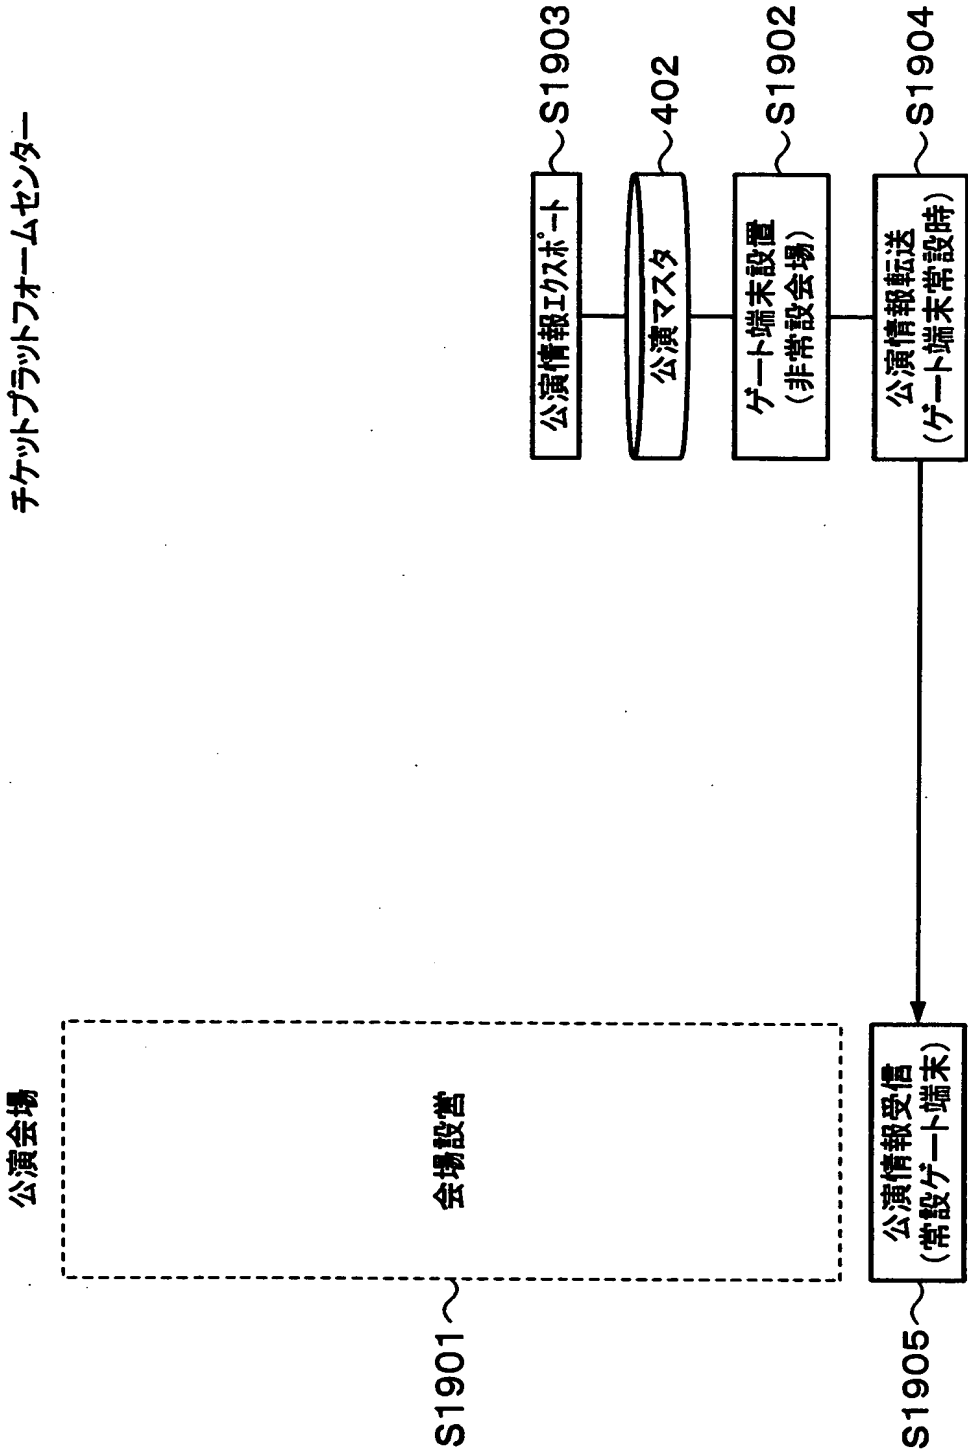 公演会場
チケットプラットフォームセンター
会場設営
S1901
公演情報エクスポート
S1903
公演マスタ
402
ゲート端末設置
(非常設会場)
S1902
公演情報転送
(ゲート端末常設時)
S1904
公演情報受信
(常設ゲート端末)
S1905